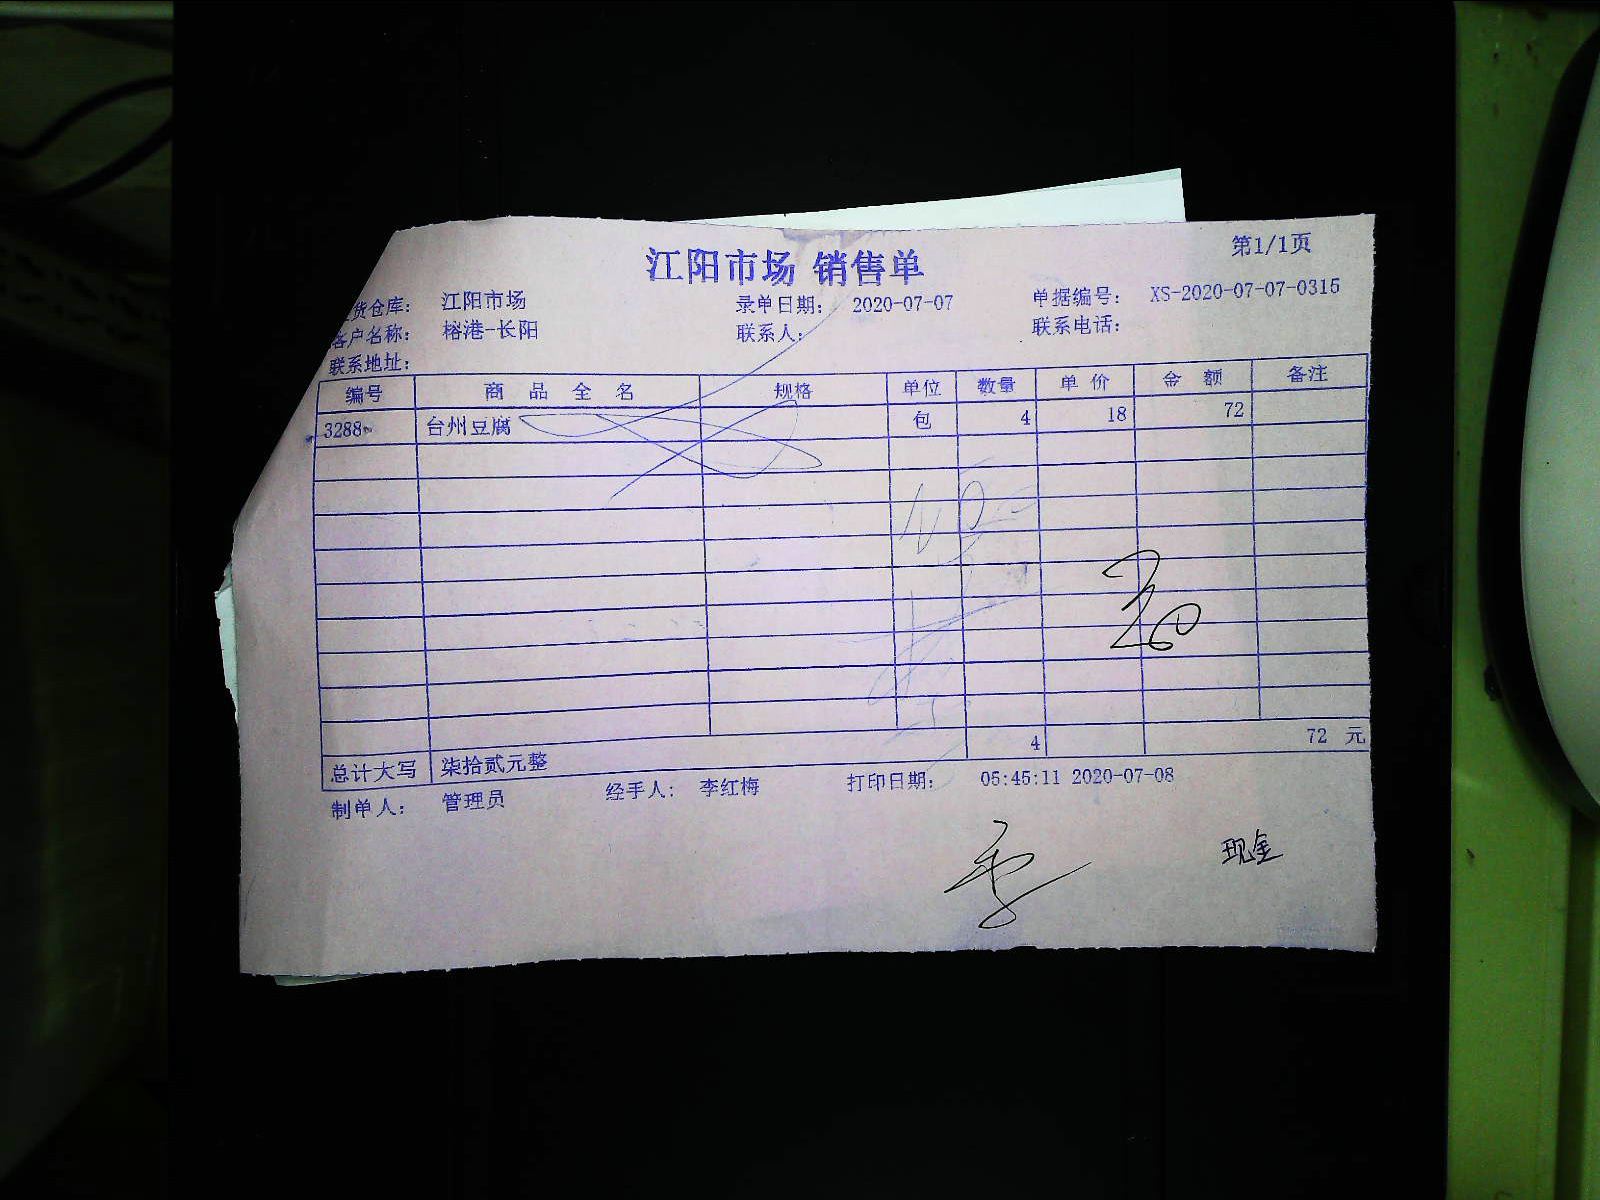 第1/1页
江阳市场 销售单
货仓库： 江阳市场 录单日期： 2020-07-07 单据编号： XS-2020-07-07-0315
客户名称： 榕港-长阳 联系人： 联系电话：
联系地址：
编号 商品全名 规格 单位 数量 单价 金额 备注
3288 台州豆腐 包 4 18 72
总计大写 柒拾贰元整 4 72 元
制单人： 管理员 经手人： 李红梅 打印日期： 05:45:11 2020-07-08
现金